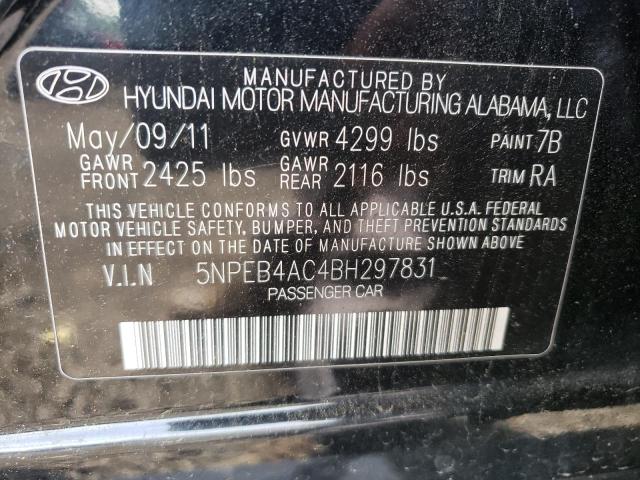 MANUFACTURED BY
HYUNDAI MOTOR MANUFACTURING ALABAMA, LLC
May/09/11 GVWR 4299 lbs PAINT 7B
GAWR FRONT 2425 lbs GAWR REAR 2116 lbs TRIM RA
THIS VEHICLE CONFORMS TO ALL APPLICABLE U.S.A. FEDERAL
MOTOR VEHICLE SAFETY, BUMPER, AND THEFT PREVENTION STANDARDS
IN EFFECT ON THE DATE OF MANUFACTURE SHOWN ABOVE
V.I.N 5NPEB4AC4BH297831
PASSENGER CAR